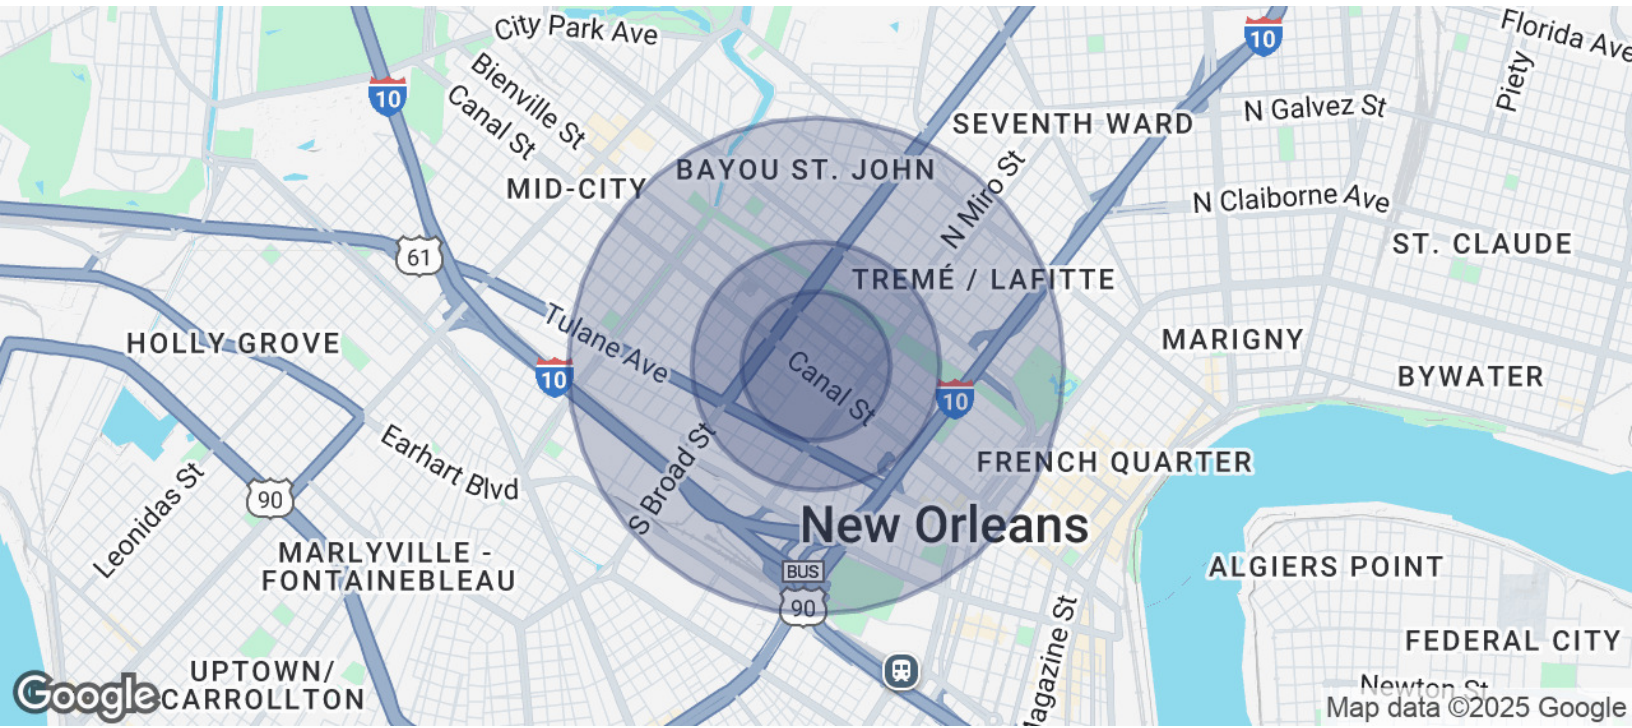 City Park Ave
Florida Ave
10
10
Bienville St
Canal St
Piety
N Galvez St
SEVENTH WARD
BAYOU ST. JOHN
MID-CITY
N Miro St
N Claiborne Ave
61
ST. CLAUDE
TREMÉ / LAFITTE
Tulane Ave
HOLLY GROVE
MARIGNY
10
Canal St
10
BYWATER
Earhart Blvd
S Broad St
FRENCH QUARTER
Leonidas St
90
New Orleans
MARLYVILLE -
FONTAINEBLEAU
BUS
90
ALGIERS POINT
Magazine St
FEDERAL CITY
UPTOWN/
CARROLLTON
Newton St
Google
Map data ©2025 Google